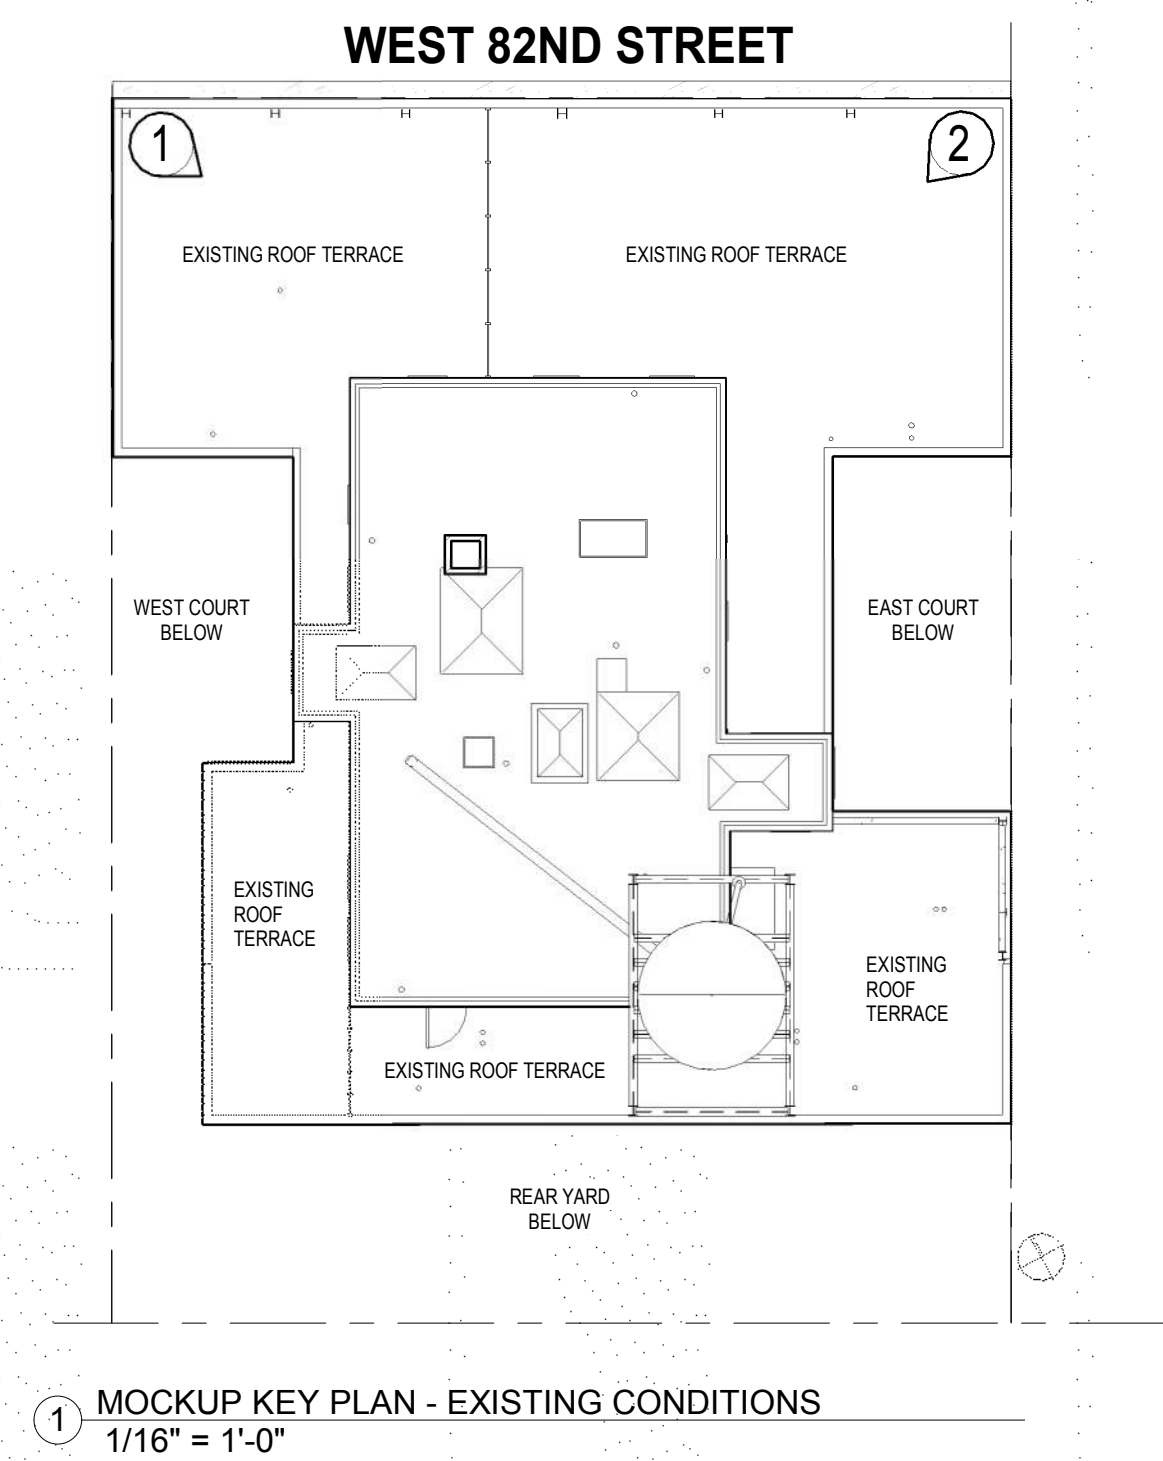 WEST 82ND STREET
1
2
EXISTING ROOF TERRACE
EXISTING ROOF TERRACE
WEST COURT
BELOW
EAST COURT
BELOW
EXISTING
ROOF
TERRACE
EXISTING
ROOF
TERRACE
EXISTING ROOF TERRACE
REAR YARD
BELOW
1
MOCKUP KEY PLAN - EXISTING CONDITIONS
1/16" = 1'-0"